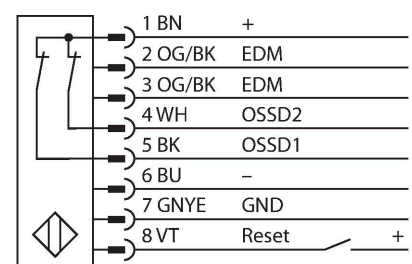 1 BN +
2 OG/BK EDM
3 OG/BK EDM
4 WH OSSD2
5 BK OSSD1
6 BU –
7 GNYE GND
8 VT Reset +